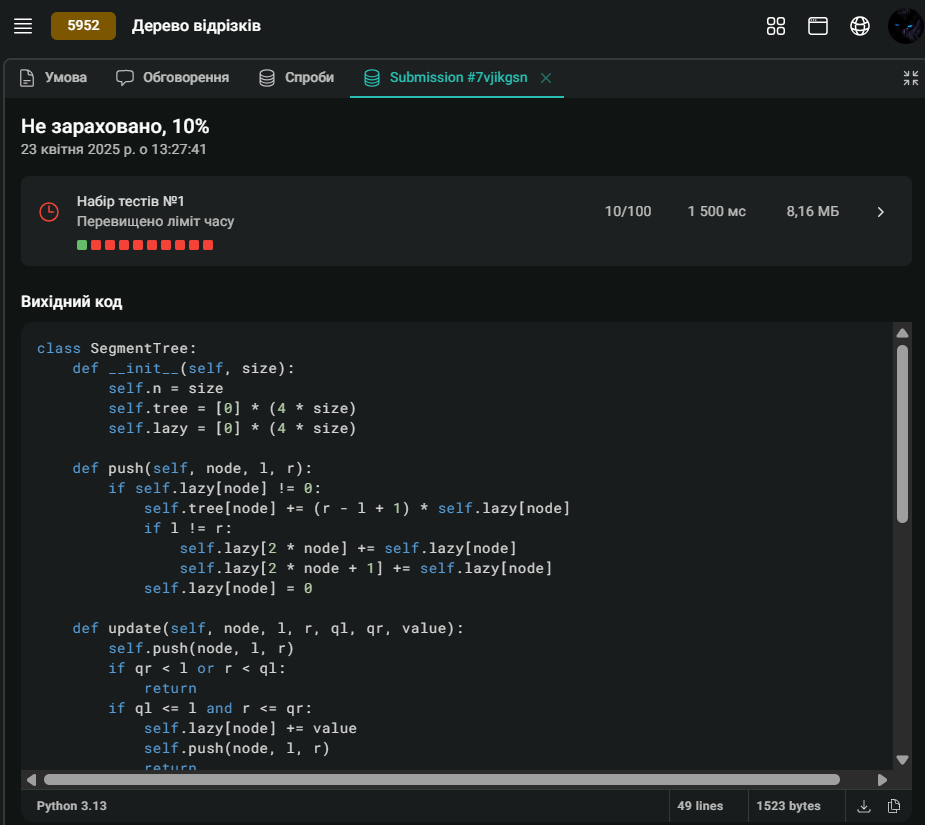 5952 Дерево відрізків
Умова Обговорення Спроби Submission #7vjikgsn
Не зараховано, 10%
23 квітня 2025 р. о 13:27:41
Набір тестів №1
Перевищено ліміт часу
10/100 1 500 мс 8,16 МБ
Вихідний код
class SegmentTree:
    def __init__(self, size):
        self.n = size
        self.tree = [0] * (4 * size)
        self.lazy = [0] * (4 * size)
    def push(self, node, l, r):
        if self.lazy[node] != 0:
            self.tree[node] += (r - l + 1) * self.lazy[node]
            if l != r:
                self.lazy[2 * node] += self.lazy[node]
                self.lazy[2 * node + 1] += self.lazy[node]
            self.lazy[node] = 0
    def update(self, node, l, r, ql, qr, value):
        self.push(node, l, r)
        if qr < l or r < ql:
            return
        if ql <= l and r <= qr:
            self.lazy[node] += value
            self.push(node, l, r)
            return
Python 3.13 49 lines 1523 bytes